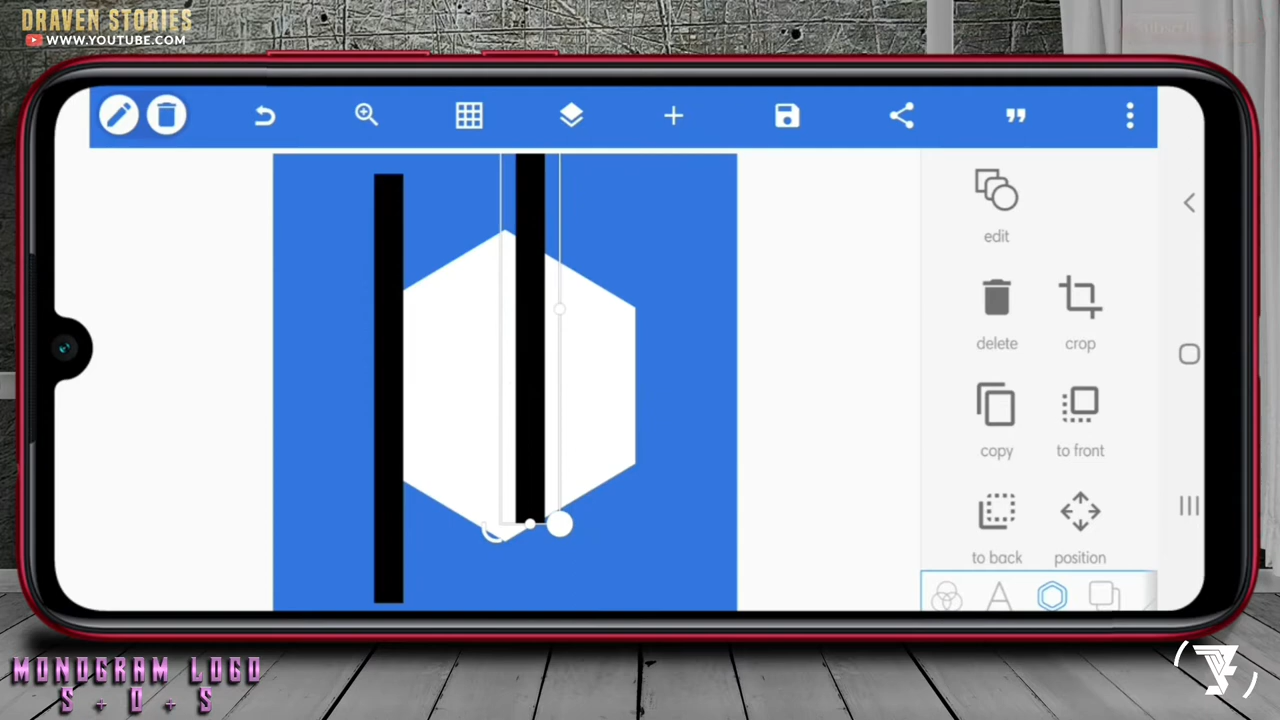 DRAVEN STORIES
WWW.YOUTUBE.COM
edit
delete
crop
copy
to front
to back
position
MONOGRAM LOGO
S + D + S